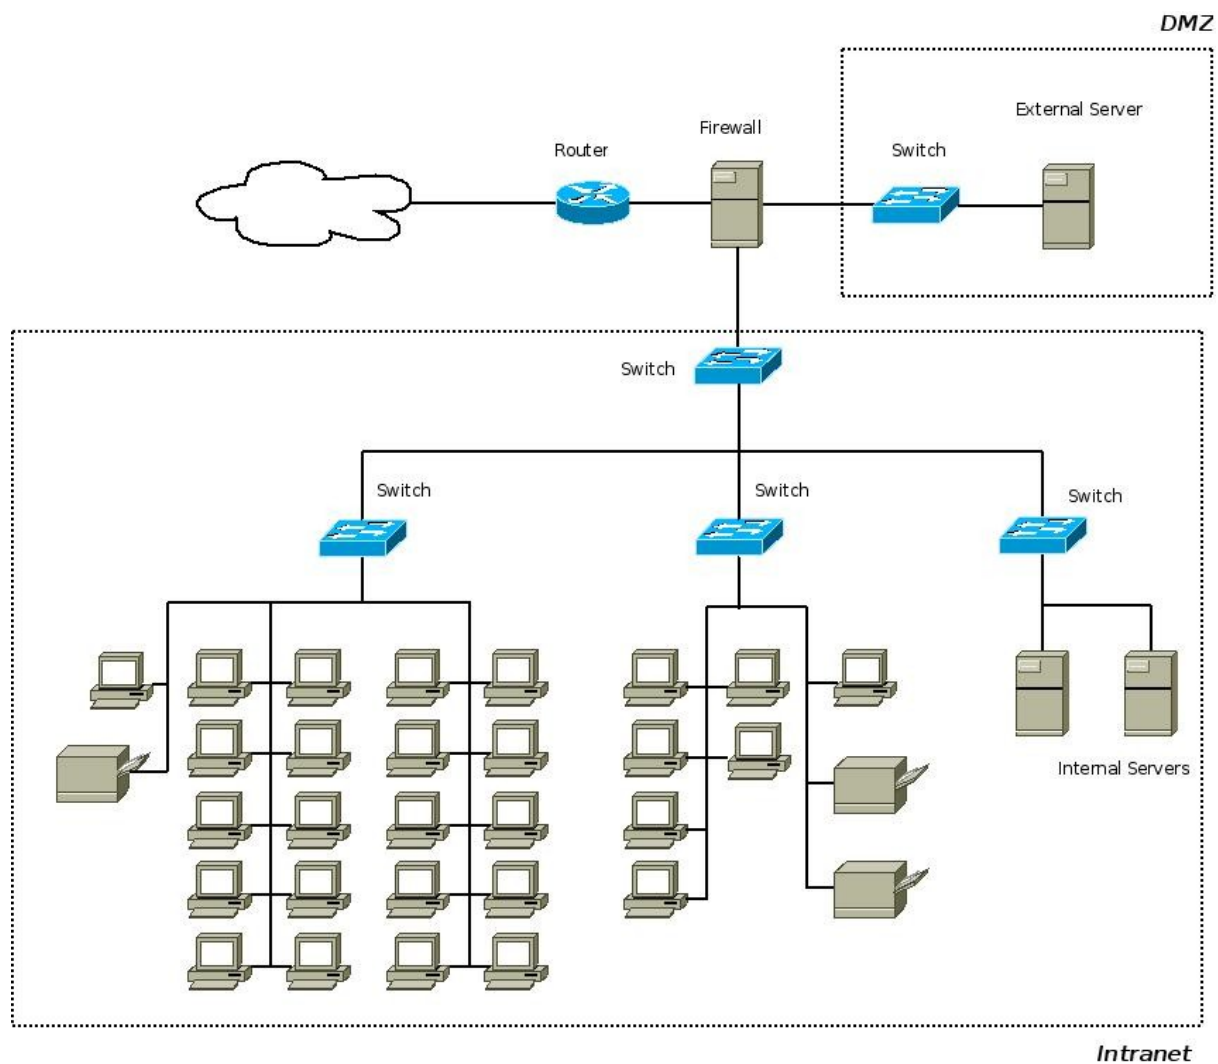 DMZ
External Server
Firewall
Router
Switch
Switch
Switch
Switch
Switch
Internal Servers
Intranet